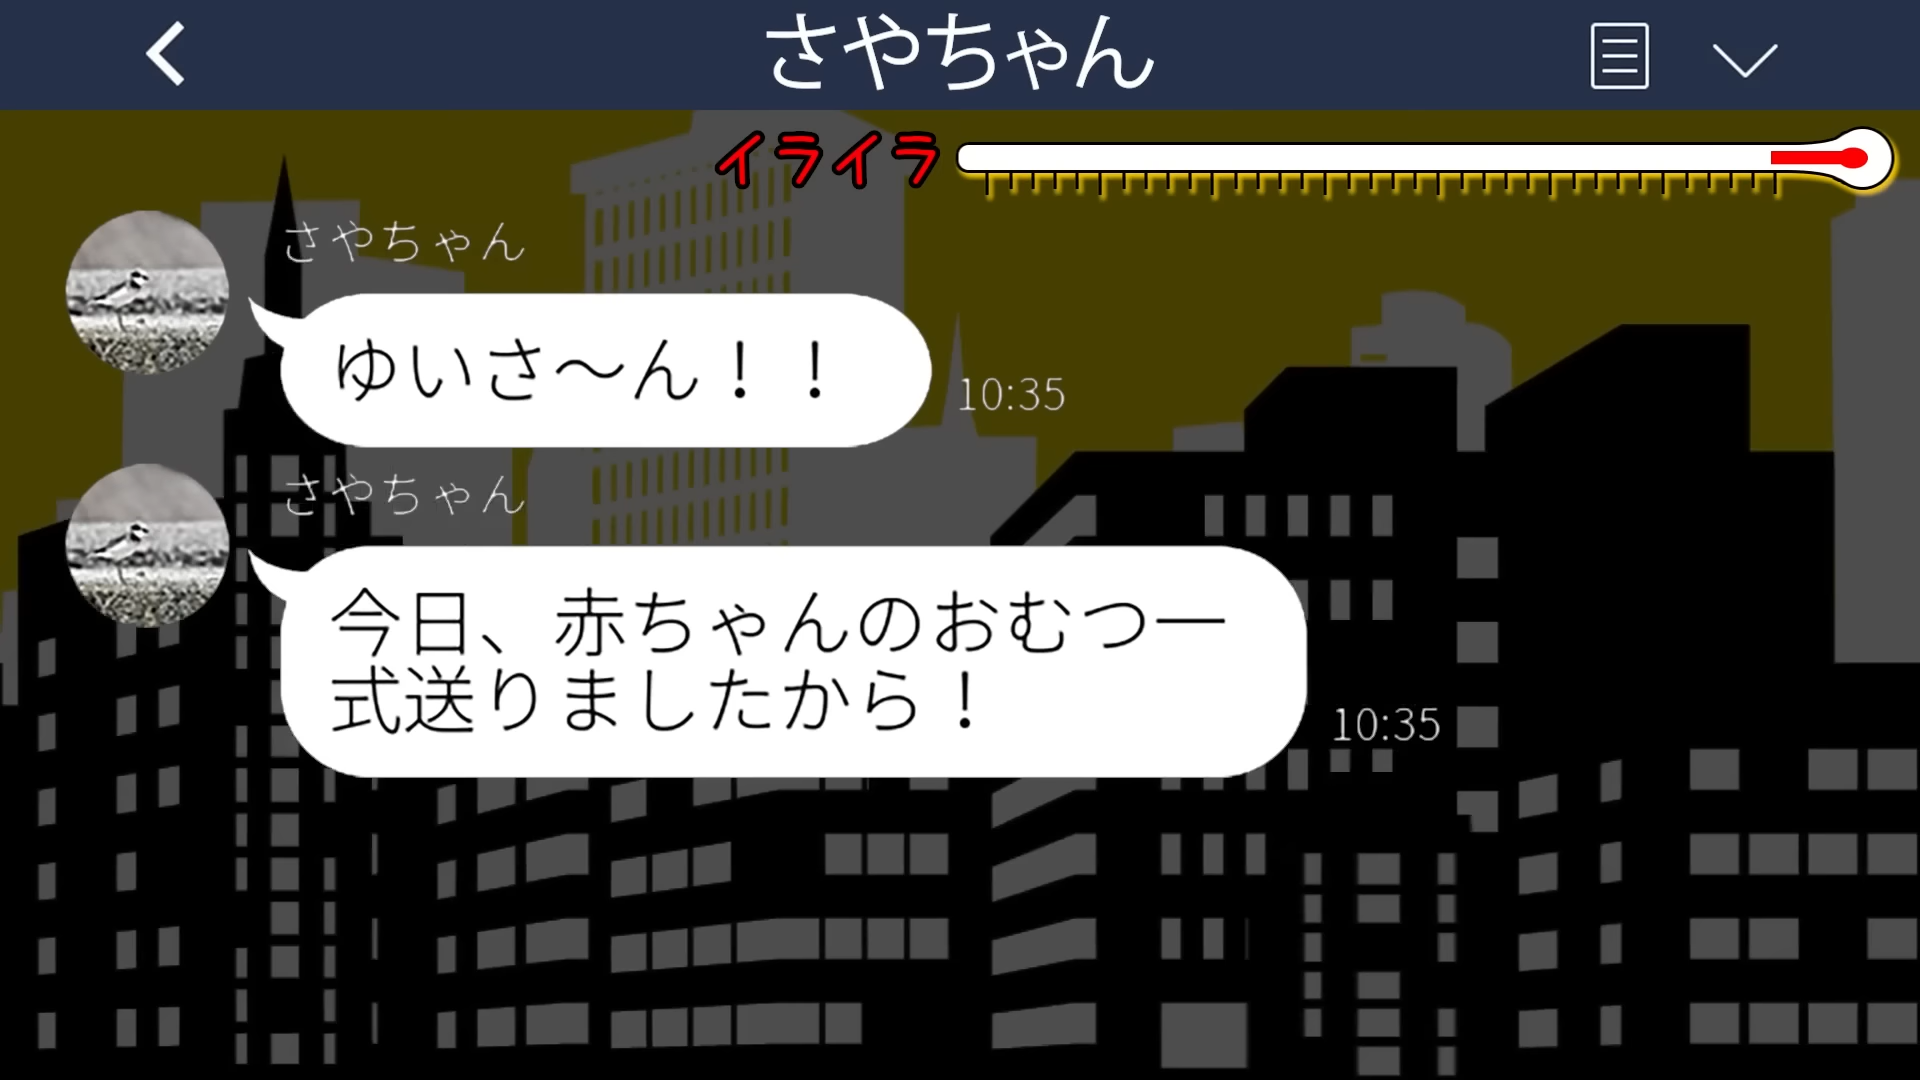 さやちゃん
イライラ
さやちゃん
ゆいさ～ん！！
10:35
さやちゃん
今日、赤ちゃんのおむつ一
式送りましたから！
10:35